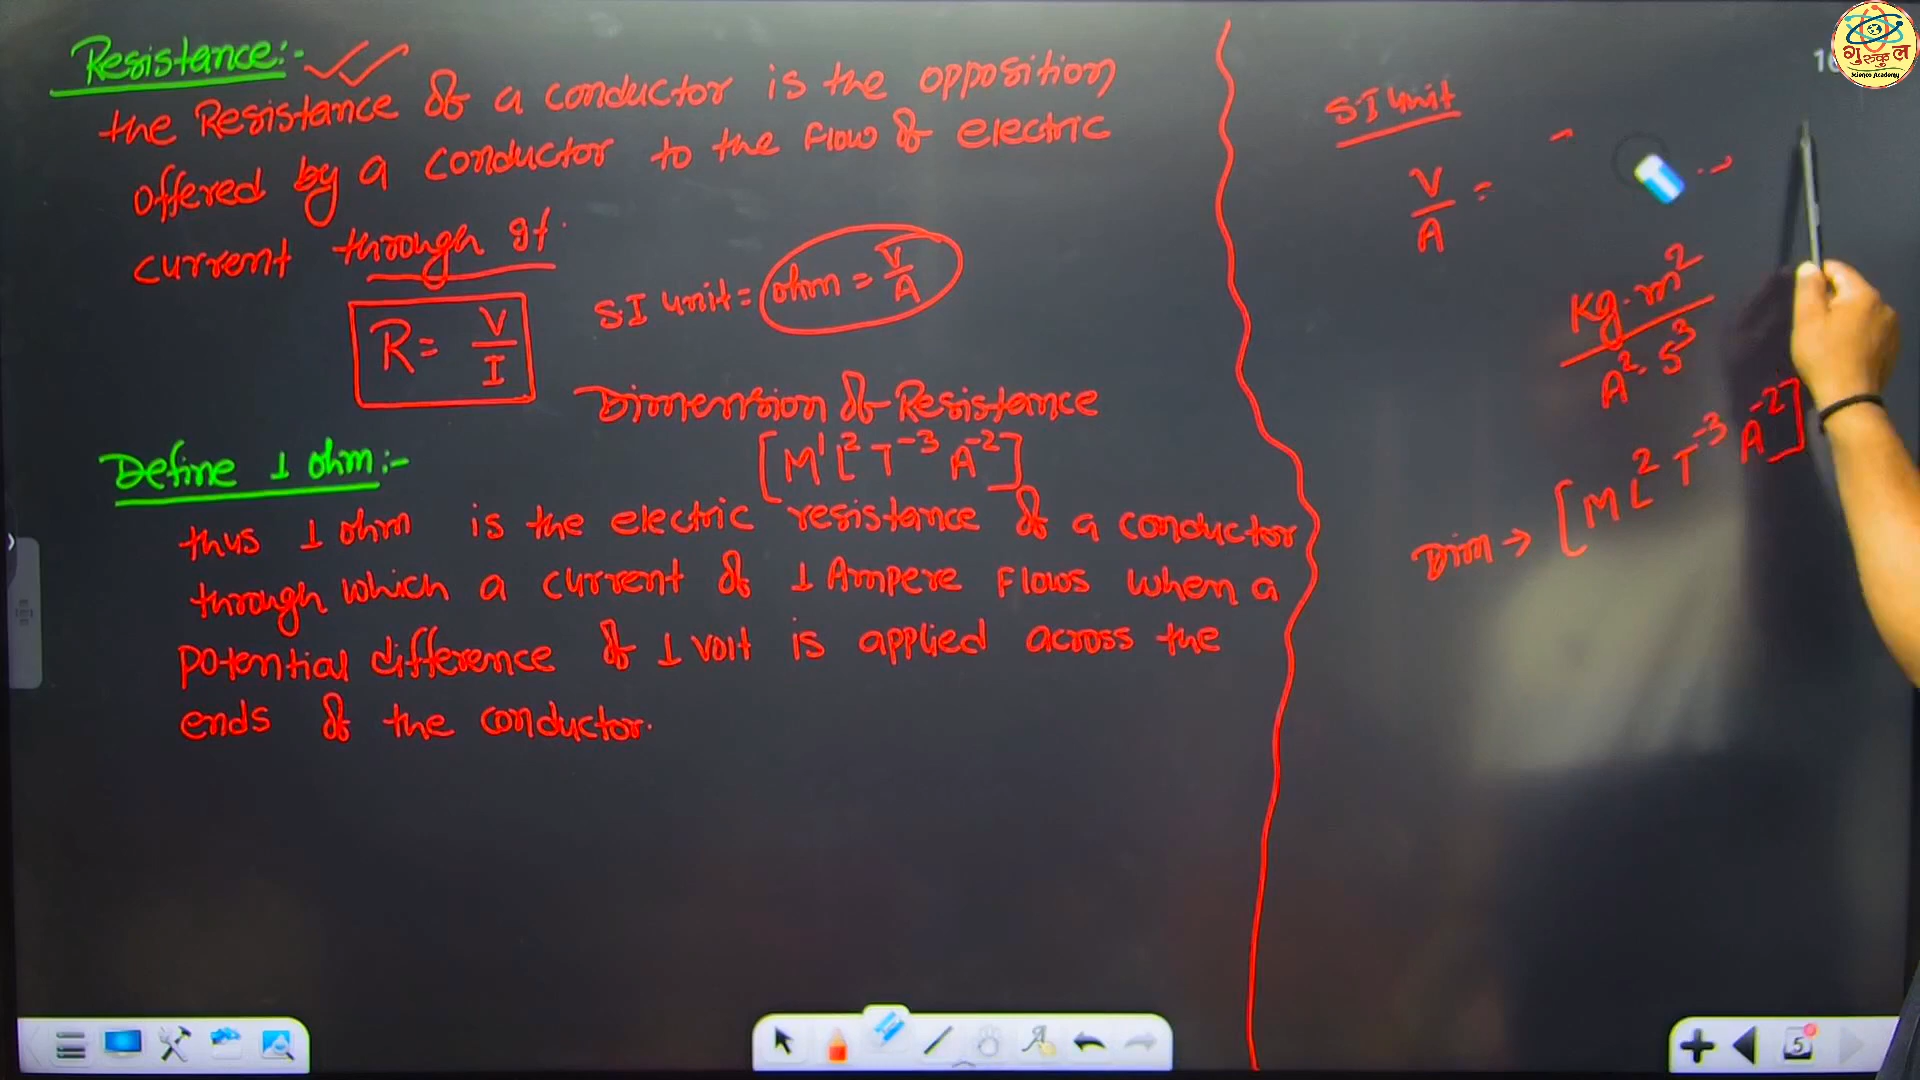 Resistance:-
the Resistance of a conductor is the opposition
offered by a conductor to the flow of electric
current through It.
R = V/I
SI unit = ohm = V/A
Dimension of Resistance
[M¹L²T⁻³A⁻²]
Define 1 ohm:-
thus 1 ohm is the electric resistance of a conductor
through which a current of 1 Ampere flows when a
potential difference of 1 volt is applied across the
ends of the conductor.
SI unit
V/A =
Kg·m²/A²·S³
Dim → [ML²T⁻³A⁻²]
गुरुकुल
Science Academy
5